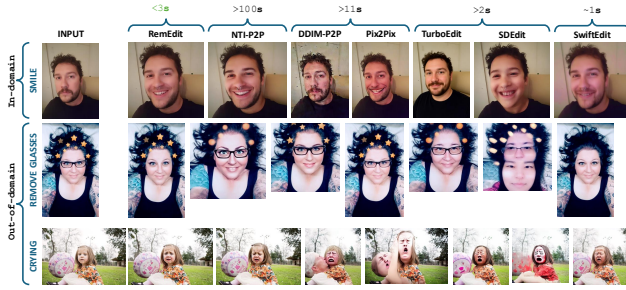 <3s >100s >11s >2s ~1s
INPUT RemEdit NTI-P2P DDIM-P2P Pix2Pix TurboEdit SDEdit SwiftEdit
In-domain
SMILE
Out-of-domain
REMOVE GLASSES
CRYING